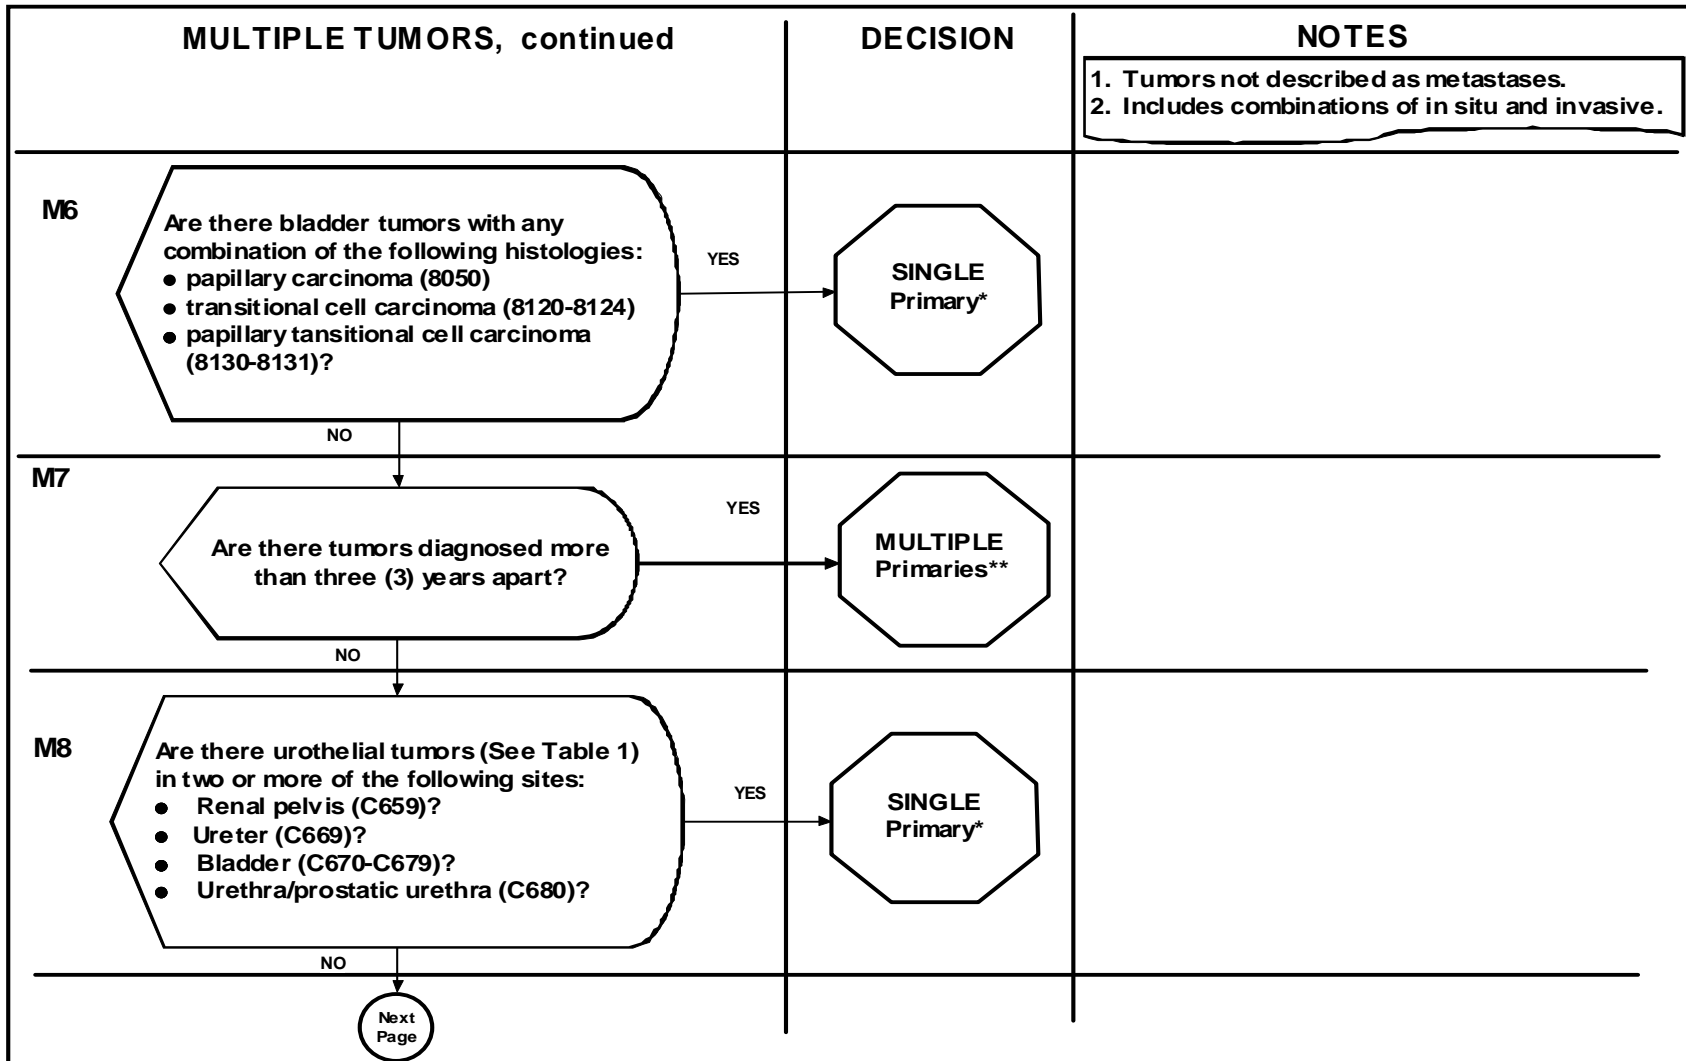 MULTIPLE TUMORS, continued
DECISION
NOTES
1. Tumors not described as metastases.
2. Includes combinations of in situ and invasive.
M6
Are there bladder tumors with any
combination of the following histologies:
● papillary carcinoma (8050)
● transitional cell carcinoma (8120-8124)
● papillary tansitional cell carcinoma
(8130-8131)?
YES
SINGLE
Primary*
NO
M7
Are there tumors diagnosed more
than three (3) years apart?
YES
MULTIPLE
Primaries**
NO
M8
Are there urothelial tumors (See Table 1)
in two or more of the following sites:
● Renal pelvis (C659)?
● Ureter (C669)?
● Bladder (C670-C679)?
● Urethra/prostatic urethra (C680)?
YES
SINGLE
Primary*
NO
Next
Page